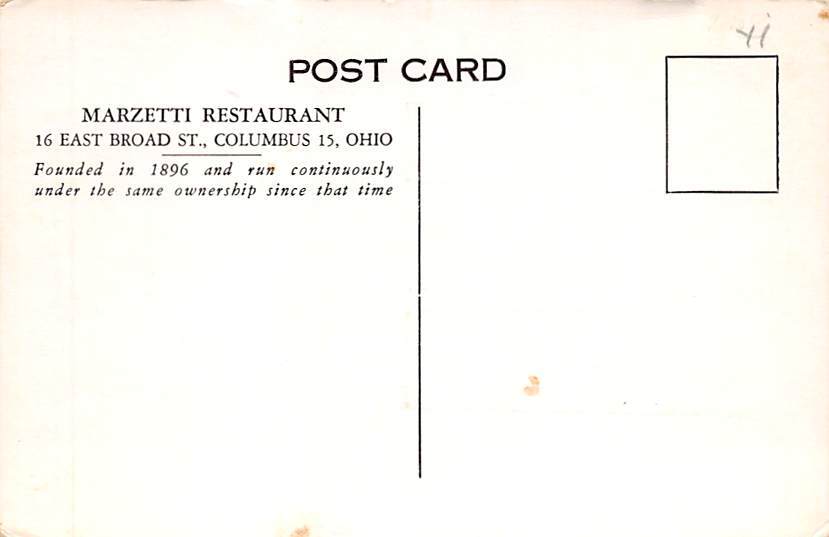 POST CARD
MARZETTI RESTAURANT
16 EAST BROAD ST., COLUMBUS 15, OHIO
Founded in 1896 and run continuously
under the same ownership since that time